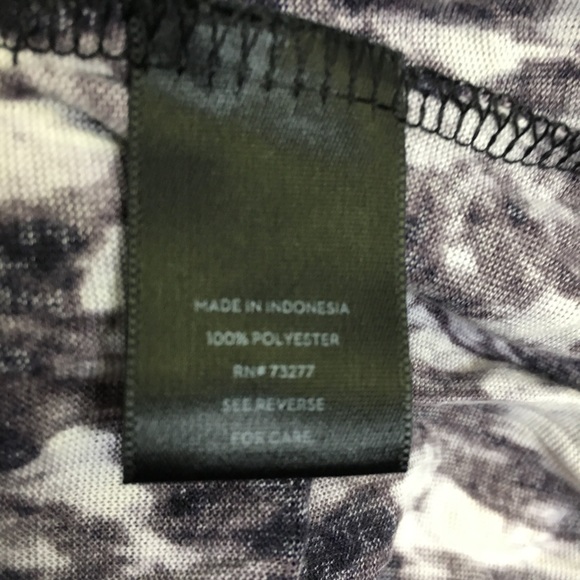 MADE IN INDONESIA
100% POLYESTER
RN# 73277
SEE REVERSE
FOR CARE